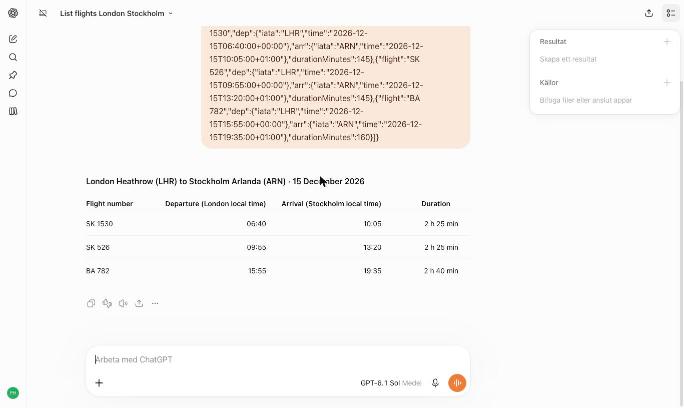 List flights London Stockholm
1530","dep":{"iata":"LHR","time":"2026-12-
15T06:40:00+00:00"},"arr":{"iata":"ARN","time":"2026-12-
15T10:05:00+01:00"},"durationMinutes":145},{"flight":"SK
526","dep":{"iata":"LHR","time":"2026-12-
15T09:55:00+00:00"},"arr":{"iata":"ARN","time":"2026-12-
15T13:20:00+01:00"},"durationMinutes":145},{"flight":"BA
782","dep":{"iata":"LHR","time":"2026-12-
15T15:55:00+00:00"},"arr":{"iata":"ARN","time":"2026-12-
15T19:35:00+01:00"},"durationMinutes":160}]}
Resultat
Skapa ett resultat
Källor
Bifoga filer eller anslut appar
London Heathrow (LHR) to Stockholm Arlanda (ARN) · 15 December 2026
Flight number Departure (London local time) Arrival (Stockholm local time) Duration
SK 1530 06:40 10:05 2 h 25 min
SK 526 09:55 13:20 2 h 25 min
BA 782 15:55 19:35 2 h 40 min
Arbeta med ChatGPT
GPT-6.1 Sol Medel